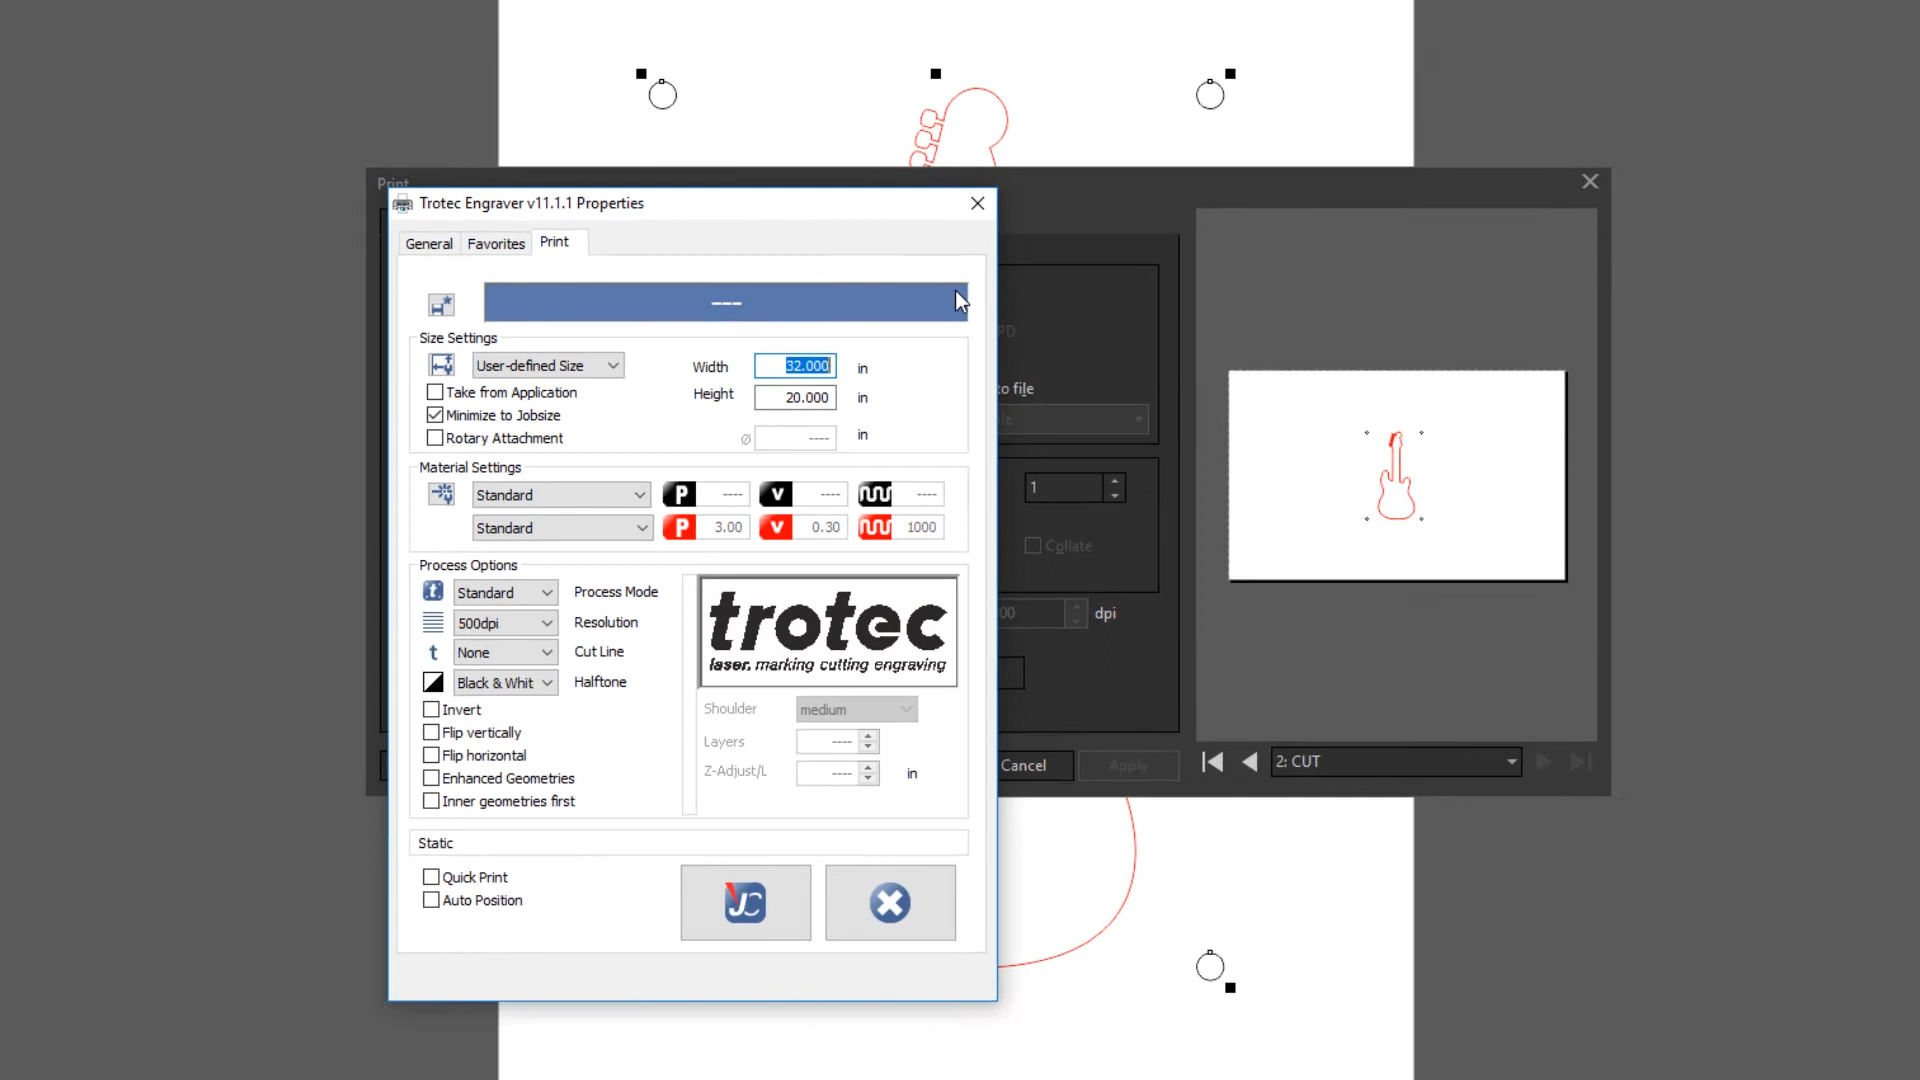 Print
Trotec Engraver v11.1.1 Properties
General
Favorites
Print
---
Size Settings
User-defined Size
Width
32.000
in
Take from Application
Height
20.000
in
Minimize to Jobsize
Rotary Attachment
⌀
----
in
Material Settings
Standard
P
----
v
----
----
Standard
P
3.00
v
0.30
1000
Process Options
t
Standard
Process Mode
500dpi
Resolution
t
None
Cut Line
Black & Whit
Halftone
Invert
Flip vertically
Flip horizontal
Enhanced Geometries
Inner geometries first
trotec
laser. marking cutting engraving
Shoulder
medium
Layers
----
Z-Adjust/L
----
in
Static
Quick Print
Auto Position
JC
PD
to file
1
Collate
00
dpi
Cancel
Apply
2: CUT